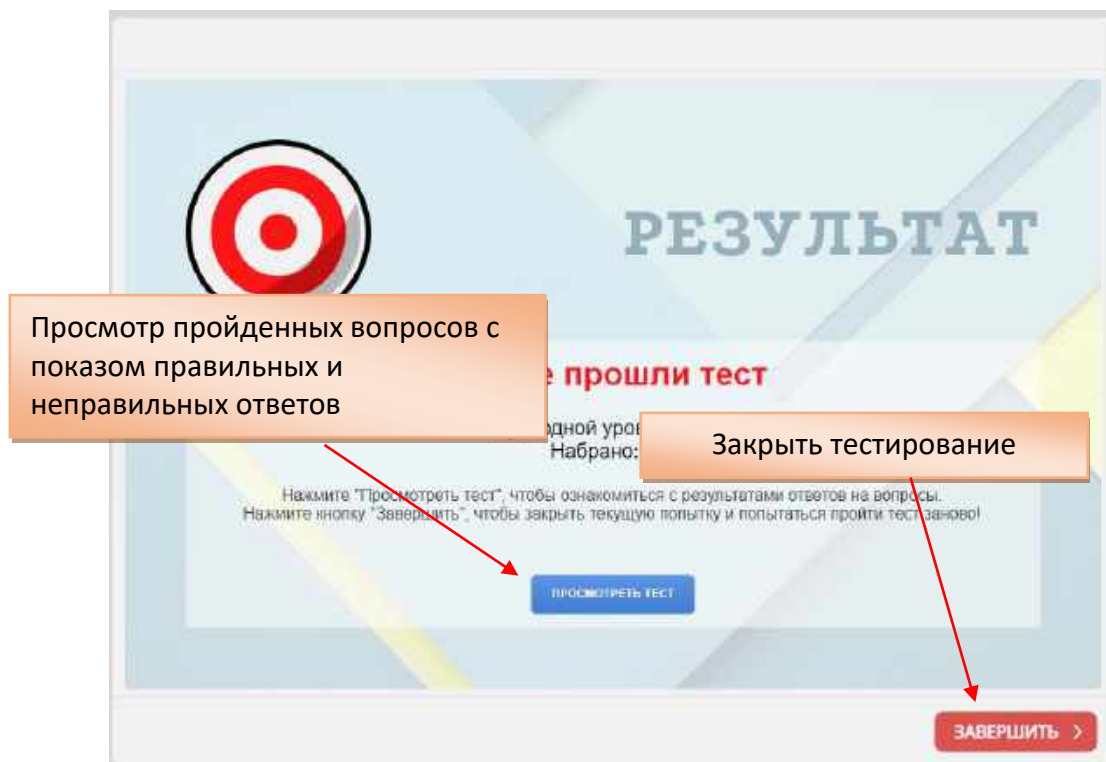 РЕЗУЛЬТАТ
Просмотр пройденных вопросов с
показом правильных и
неправильных ответов
прошли тест
Закрыть тестирование
Набрано:
Нажмите "Просмотреть тест", чтобы ознакомиться с результатами ответов на вопросы.
Нажмите кнопку "Завершить", чтобы закрыть текущую попытку и попытаться пройти тест заново!
ПРОСМОТРЕТЬ ТЕСТ
ЗАВЕРШИТЬ